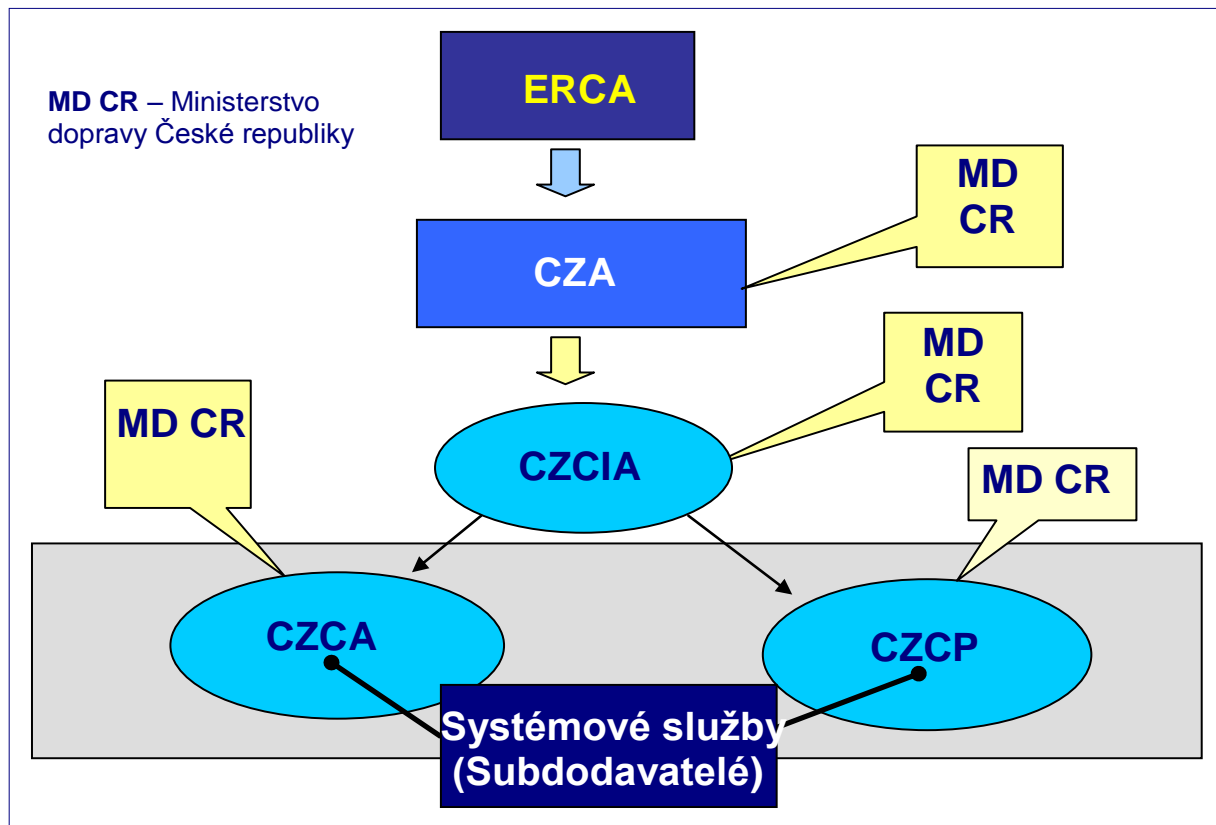 ERCA
MD CR – Ministerstvo
dopravy České republiky
MD
CR
CZA
MD
CR
MD CR
CZCIA
MD CR
CZCA
CZCP
Systémové služby
(Subdodavatelé)